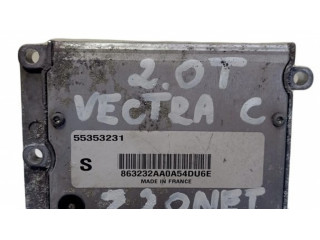 2.0T
VECTRA C
55353231
S
863232AA0A54DU6E
MADE IN FRANCE
Z20NET